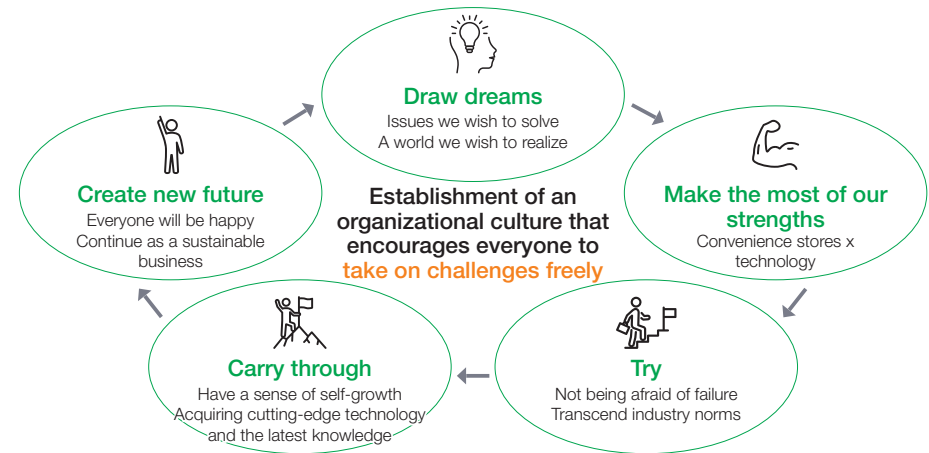 Draw dreams
Issues we wish to solve
A world we wish to realize
Make the most of our
strengths
Convenience stores x
technology
Try
Not being afraid of failure
Transcend industry norms
Carry through
Have a sense of self-growth
Acquiring cutting-edge technology
and the latest knowledge
Create new future
Everyone will be happy
Continue as a sustainable
business
Establishment of an
organizational culture that
encourages everyone to
take on challenges freely